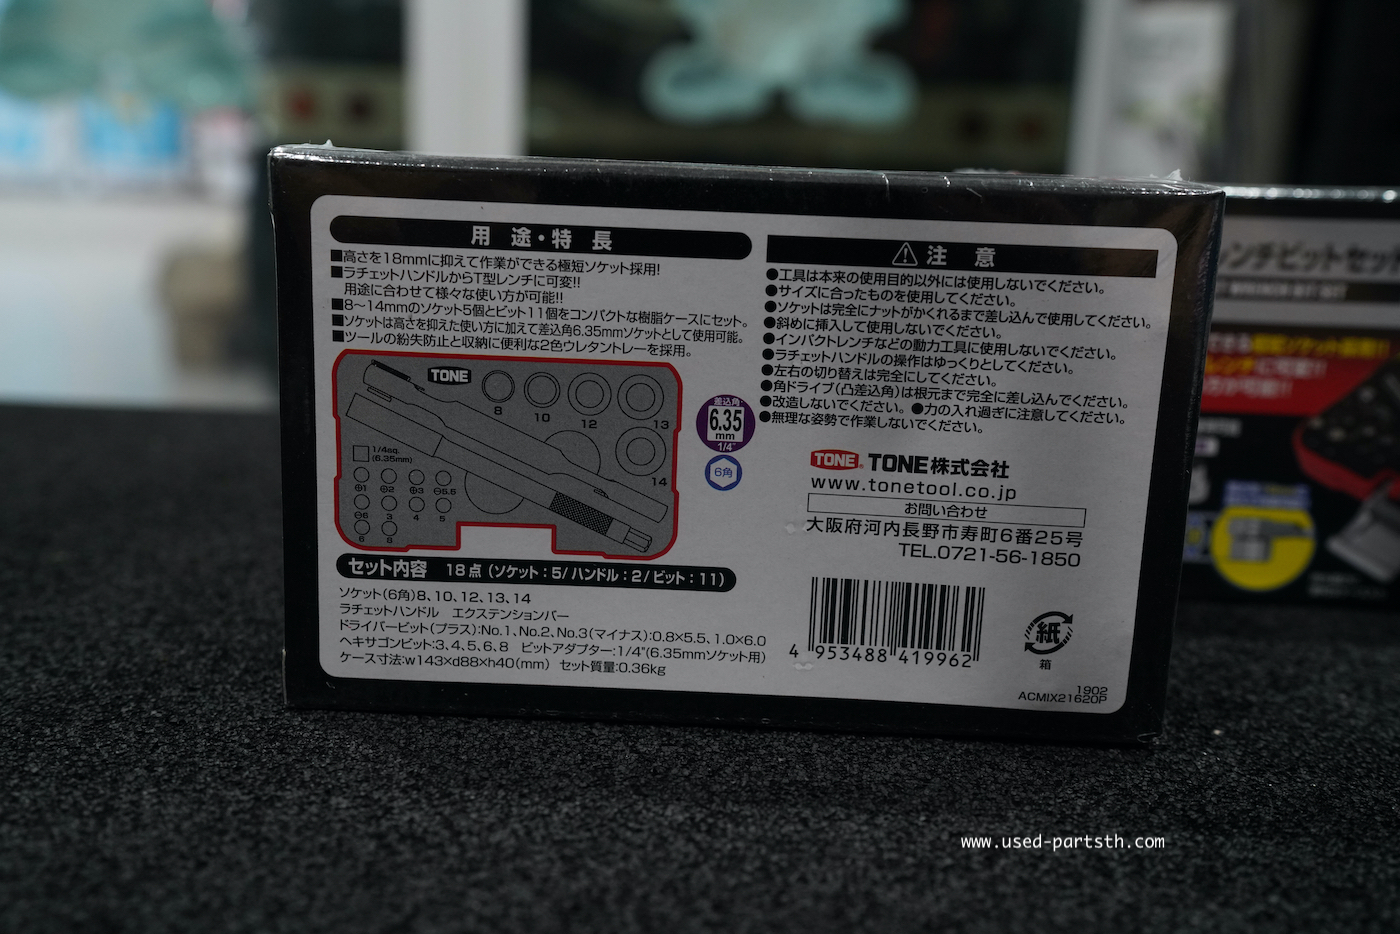 用途・特長
■高さを18mmに抑えて作業ができる極短ソケット採用!
■ラチェットハンドルからT型レンチに可変!!
用途に合わせて様々な使い方が可能!!
■8〜14mmのソケット5個とビット11個をコンパクトな樹脂ケースにセット。
■ソケットは高さを抑えた使い方に加えて差込角6.35mmソケットとして使用可能。
■ツールの紛失防止と収納に便利な2色ウレタントレーを採用。
TONE
8
10
12
13
14
1/4sq.
(6.35mm)
⊕1 ⊕2 ⊕3 ⊖5.5
⊖6 3 4 5
6 8
差込角
6.35
mm
1/4"
6角
セット内容 18点(ソケット:5/ハンドル:2/ビット:11)
ソケット(6角)8、10、12、13、14
ラチェットハンドル エクステンションバー
ドライバービット(プラス):No.1、No.2、No.3(マイナス):0.8×5.5、1.0×6.0
ヘキサゴンビット:3、4、5、6、8 ビットアダプター:1/4"(6.35mmソケット用)
ケース寸法:w143×d88×h40(mm) セット質量:0.36kg
注意
●工具は本来の使用目的以外には使用しないでください。
●サイズに合ったものを使用してください。
●ソケットは完全にナットがかくれるまで差し込んで使用してください。
●斜めに挿入して使用しないでください。
●インパクトレンチなどの動力工具に使用しないでください。
●ラチェットハンドルの操作はゆっくりとしてください。
●左右の切り替えは完全にしてください。
●角ドライブ(凸差込角)は根元まで完全に差し込んでください。
●改造しないでください。 ●力の入れ過ぎに注意してください。
●無理な姿勢で作業しないでください。
TONE TONE株式会社
www.tonetool.co.jp
お問い合わせ
大阪府河内長野市寿町6番25号
TEL.0721-56-1850
4 953488 419962
紙
箱
1902
ACMIX21620P
レンチビットセット
www.used-partsth.com